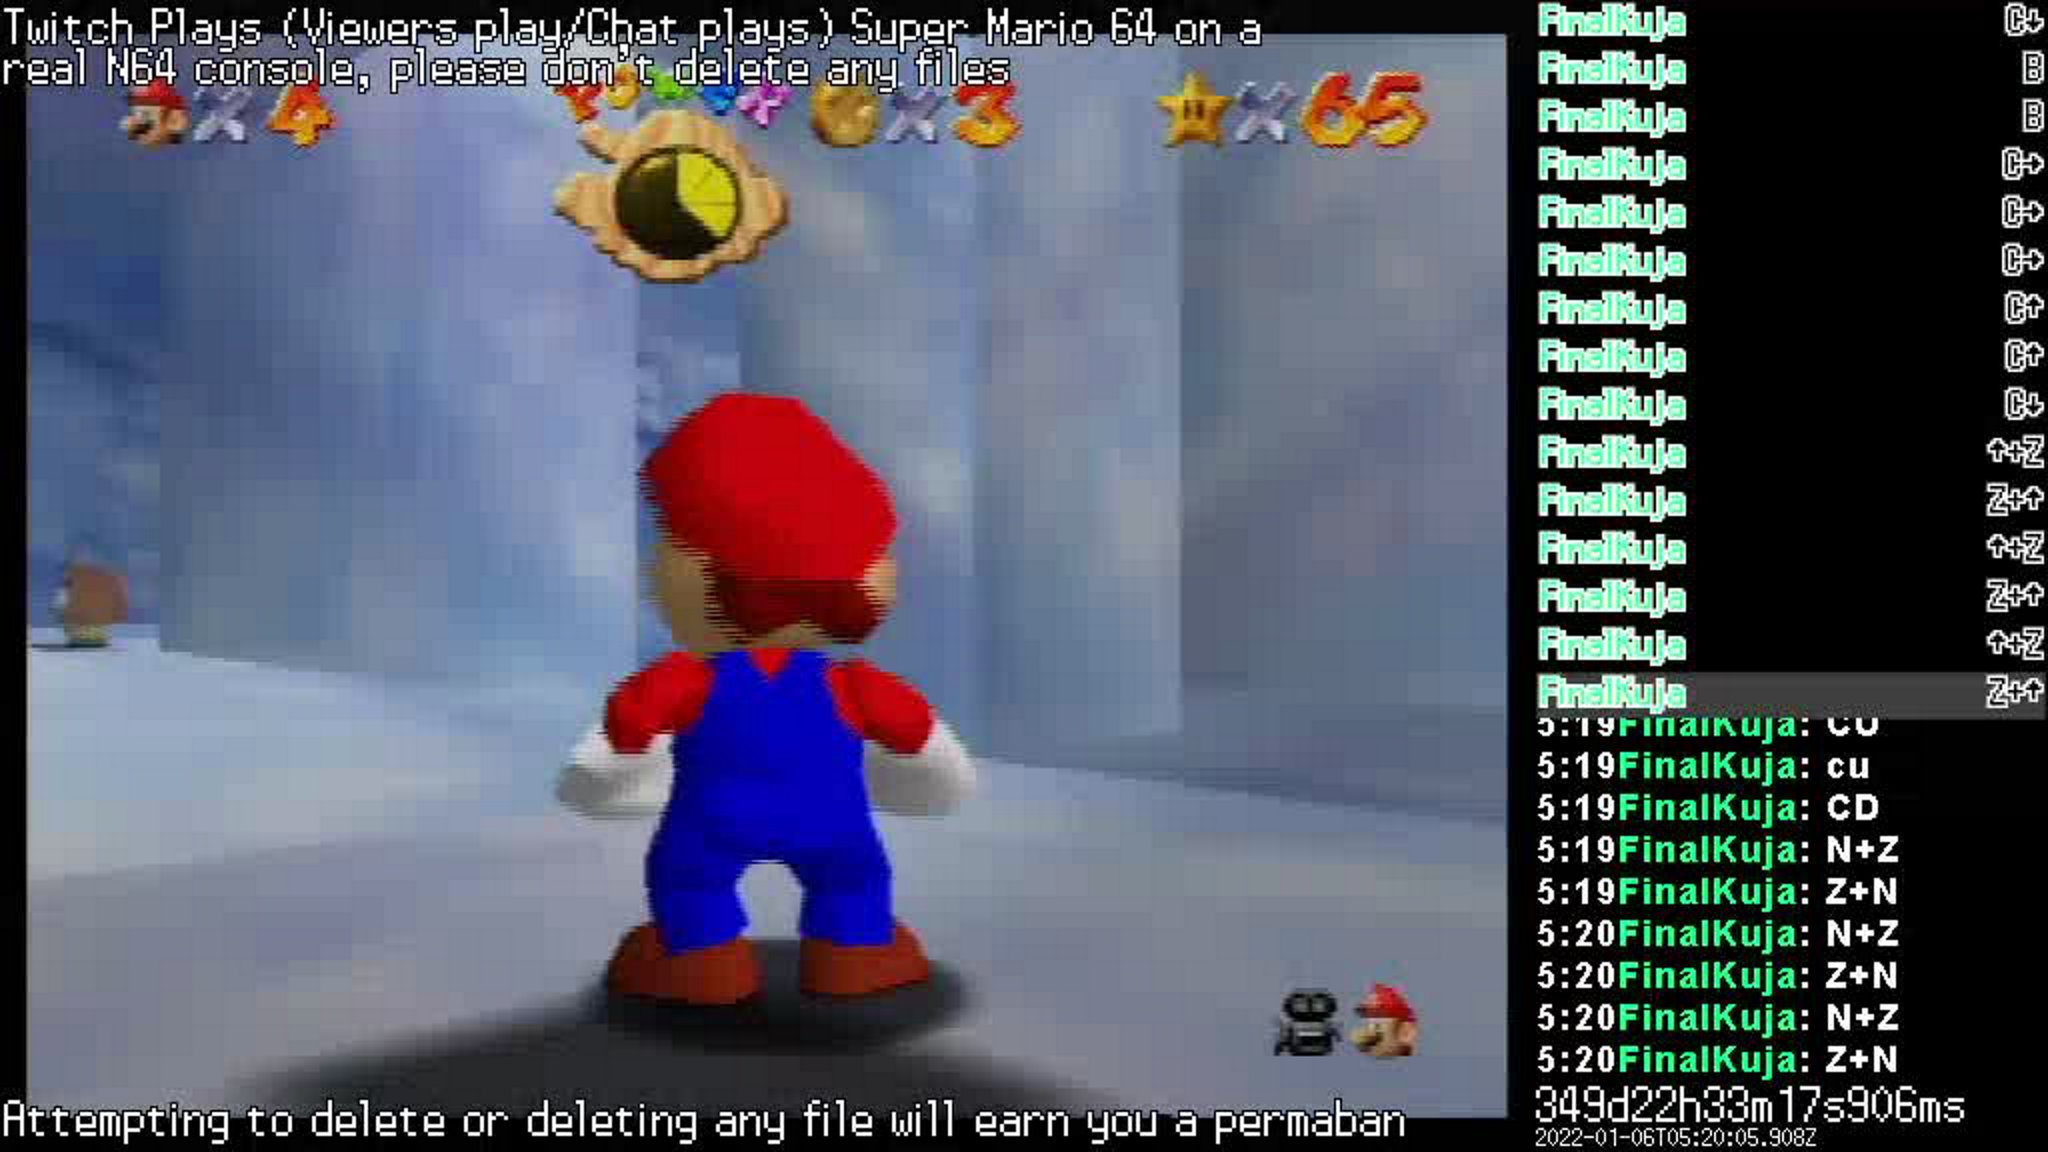 Twitch Plays (Viewers play/Chat plays) Super Mario 64 on a
real N64 console, please don't delete any files
×4
×3
×65
Attempting to delete or deleting any file will earn you a permaban
FinalKuja C↓
FinalKuja B
FinalKuja B
FinalKuja C→
FinalKuja C→
FinalKuja C→
FinalKuja C↑
FinalKuja C↑
FinalKuja C↓
FinalKuja ↑+Z
FinalKuja Z+↑
FinalKuja ↑+Z
FinalKuja Z+↑
FinalKuja ↑+Z
FinalKuja Z+↑
5:19FinalKuja: CU
5:19FinalKuja: cu
5:19FinalKuja: CD
5:19FinalKuja: N+Z
5:19FinalKuja: Z+N
5:20FinalKuja: N+Z
5:20FinalKuja: Z+N
5:20FinalKuja: N+Z
5:20FinalKuja: Z+N
349d22h33m17s906ms
2022-01-06T05:20:05.908Z